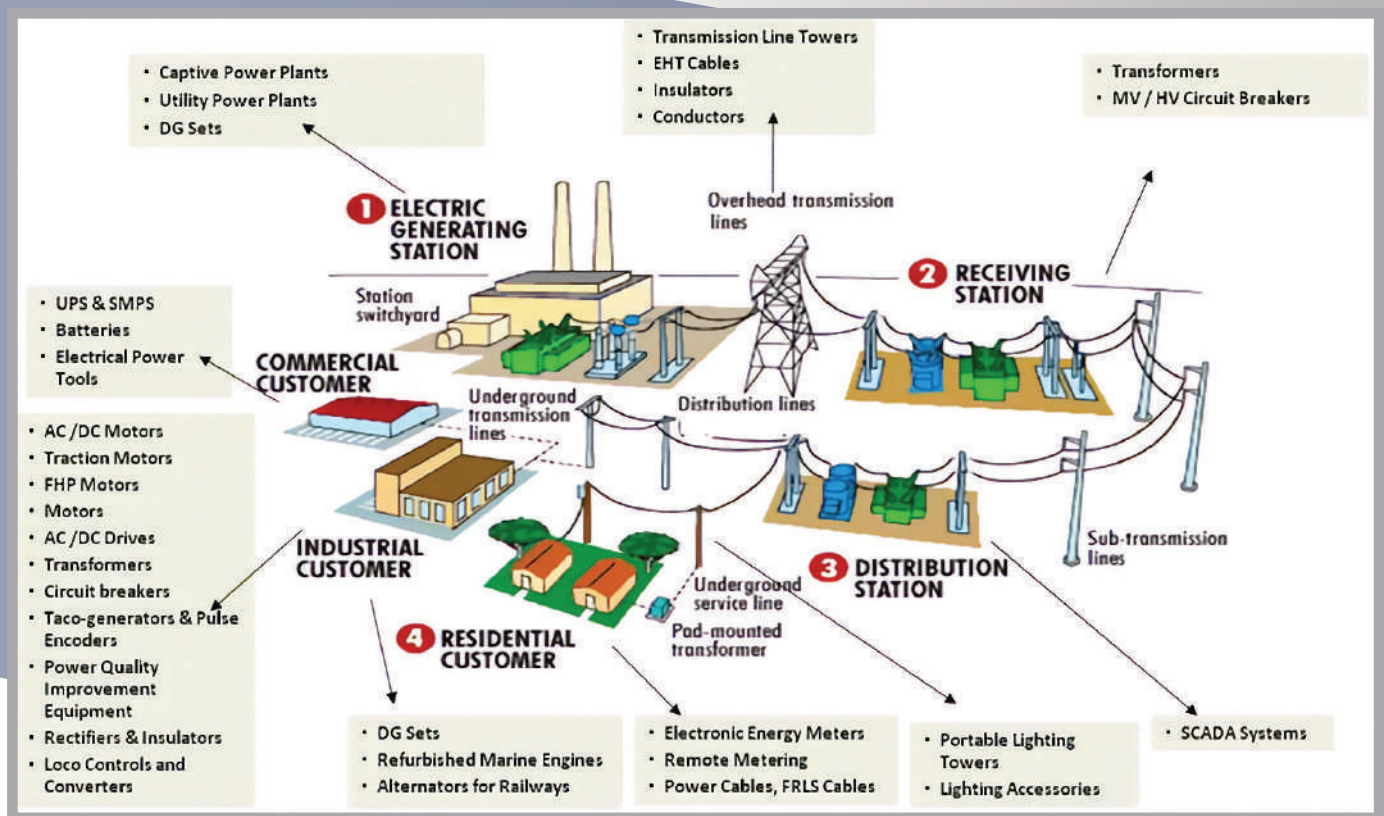 • Captive Power Plants
• Utility Power Plants
• DG Sets
• Transmission Line Towers
• EHT Cables
• Insulators
• Conductors
• Transformers
• MV / HV Circuit Breakers
1 ELECTRIC
GENERATING
STATION
Overhead transmission
lines
2 RECEIVING
STATION
Station
switchyard
• UPS & SMPS
• Batteries
• Electrical Power
Tools
COMMERCIAL
CUSTOMER
Underground
transmission
lines
Distribution lines
• AC /DC Motors
• Traction Motors
• FHP Motors
• Motors
• AC /DC Drives
• Transformers
• Circuit breakers
• Taco-generators & Pulse
Encoders
• Power Quality
Improvement
Equipment
• Rectifiers & Insulators
• Loco Controls and
Converters
INDUSTRIAL
CUSTOMER
Sub-transmission
lines
3 DISTRIBUTION
STATION
Underground
service line
Pad-mounted
transformer
4 RESIDENTIAL
CUSTOMER
• DG Sets
• Refurbished Marine Engines
• Alternators for Railways
• Electronic Energy Meters
• Remote Metering
• Power Cables, FRLS Cables
• Portable Lighting
Towers
• Lighting Accessories
• SCADA Systems